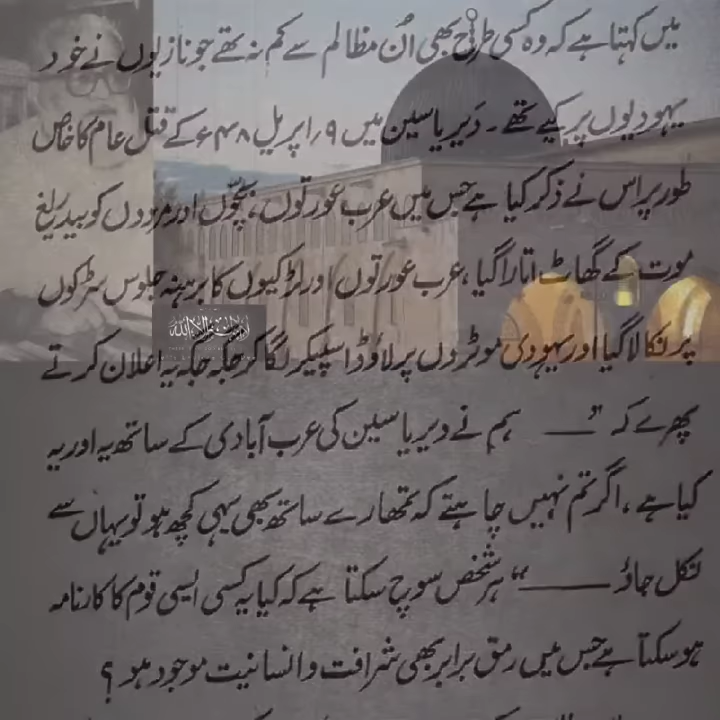 میں کہتا ہے کہ وہ کسی طرح بھی اُن مظالم سے کم نہ تھے جو نازیوں نے خود
یہودیوں پر کیے تھے۔ دَیر یاسین میں ۹ اپریل ۴۸ء کے قتل عام کا خاص
طور پر اس نے ذکر کیا ہے جس میں عرب عورتوں، بچّوں اور مردوں کو بیدریغ
موت کے گھاٹ اتارا گیا، عرب عورتوں اور لڑکیوں کا برہنہ جلوس سڑکوں
پر نکالا گیا اور یہودی موٹروں پر لاؤڈ اسپیکر لگا کر جگہ جگہ یہ اعلان کرتے
پھرے کہ "—— ہم نے دیر یاسین کی عرب آبادی کے ساتھ یہ اور یہ
کیا ہے، اگر تم نہیں چاہتے کہ تمھارے ساتھ بھی یہی کچھ ہو تو یہاں سے
نکل جاؤ ——" ہر شخص سوچ سکتا ہے کہ کیا یہ کسی ایسی قوم کا کارنامہ
ہو سکتا ہے جس میں رمق برابر بھی شرافت و انسانیت موجود ہو؟